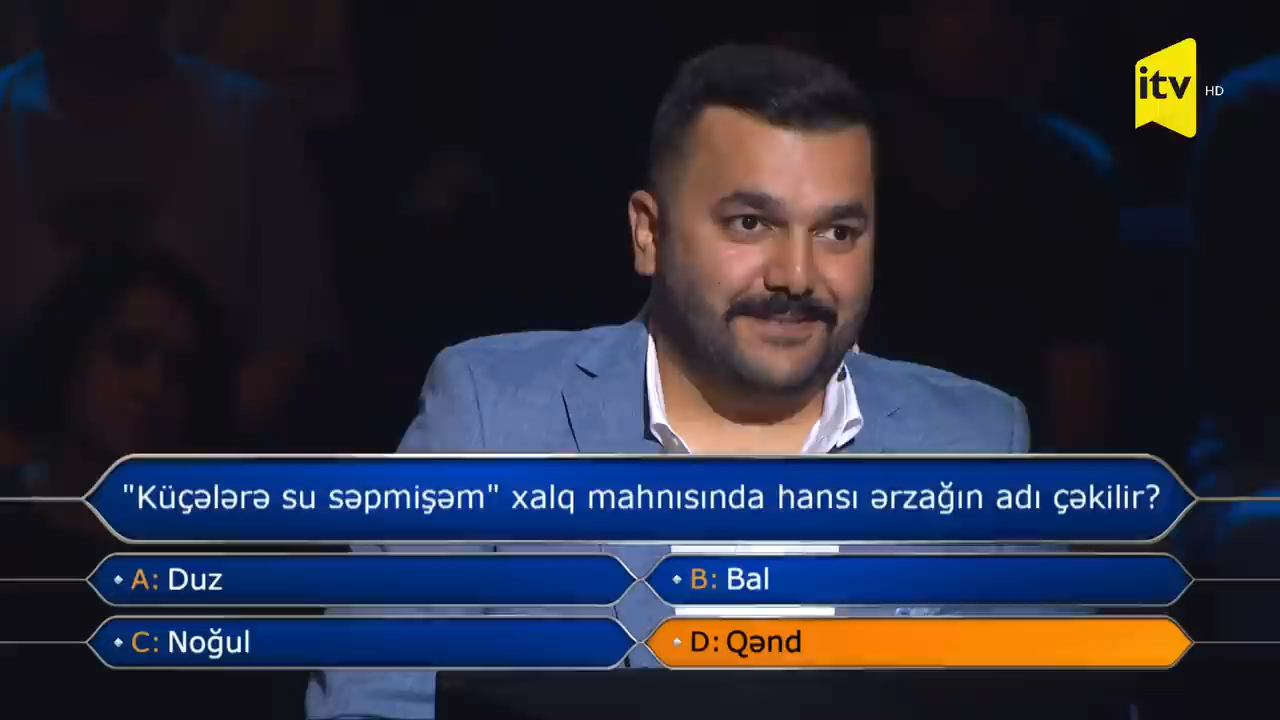 itv HD
"Küçələrə su səpmişəm" xalq mahnısında hansı ərzağın adı çəkilir?
A: Duz
B: Bal
C: Noğul
D: Qənd